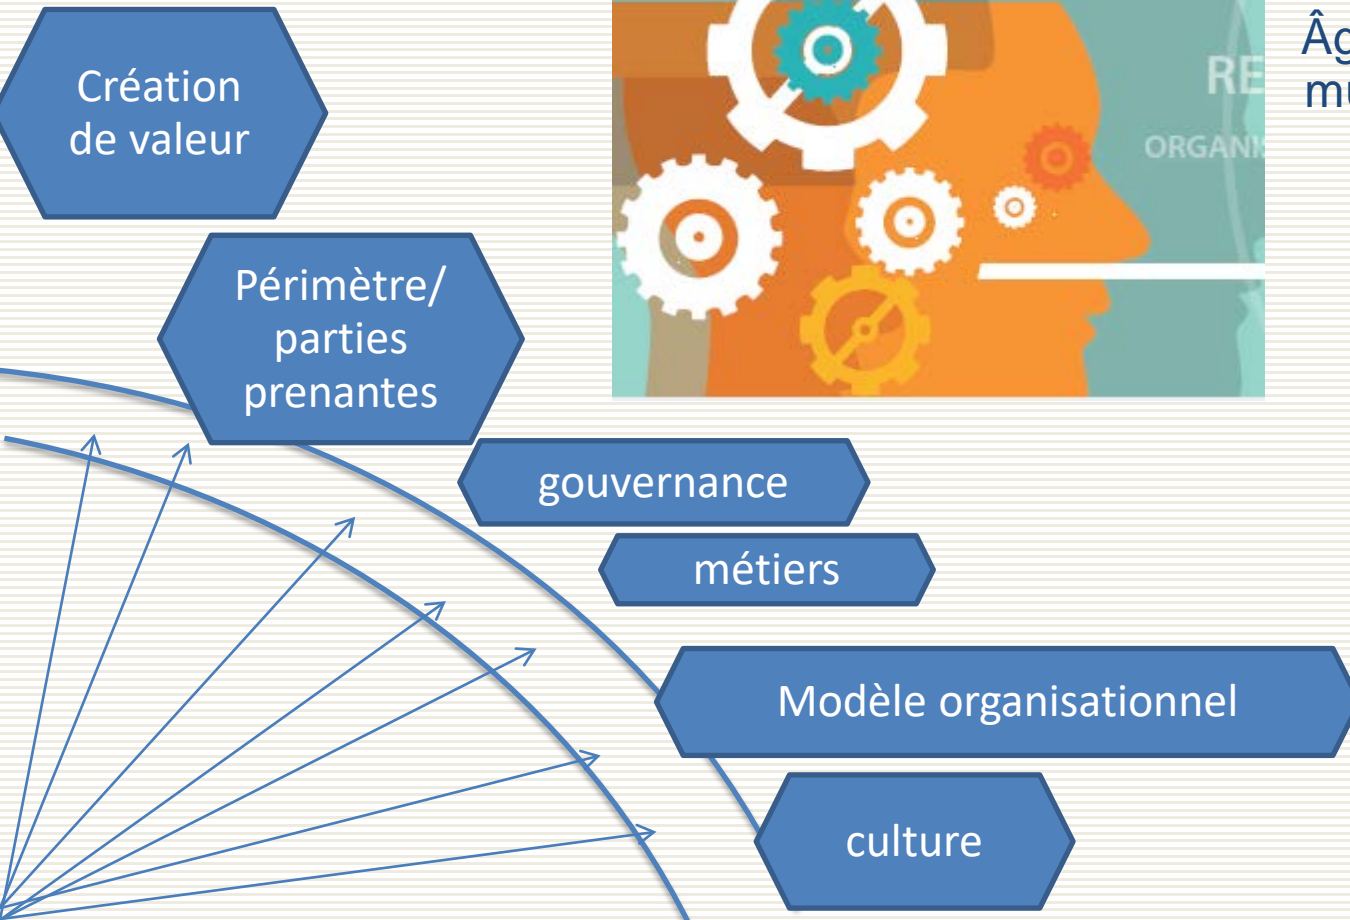 Création
de valeur
Périmètre/
parties
prenantes
gouvernance
métiers
Modèle organisationnel
culture